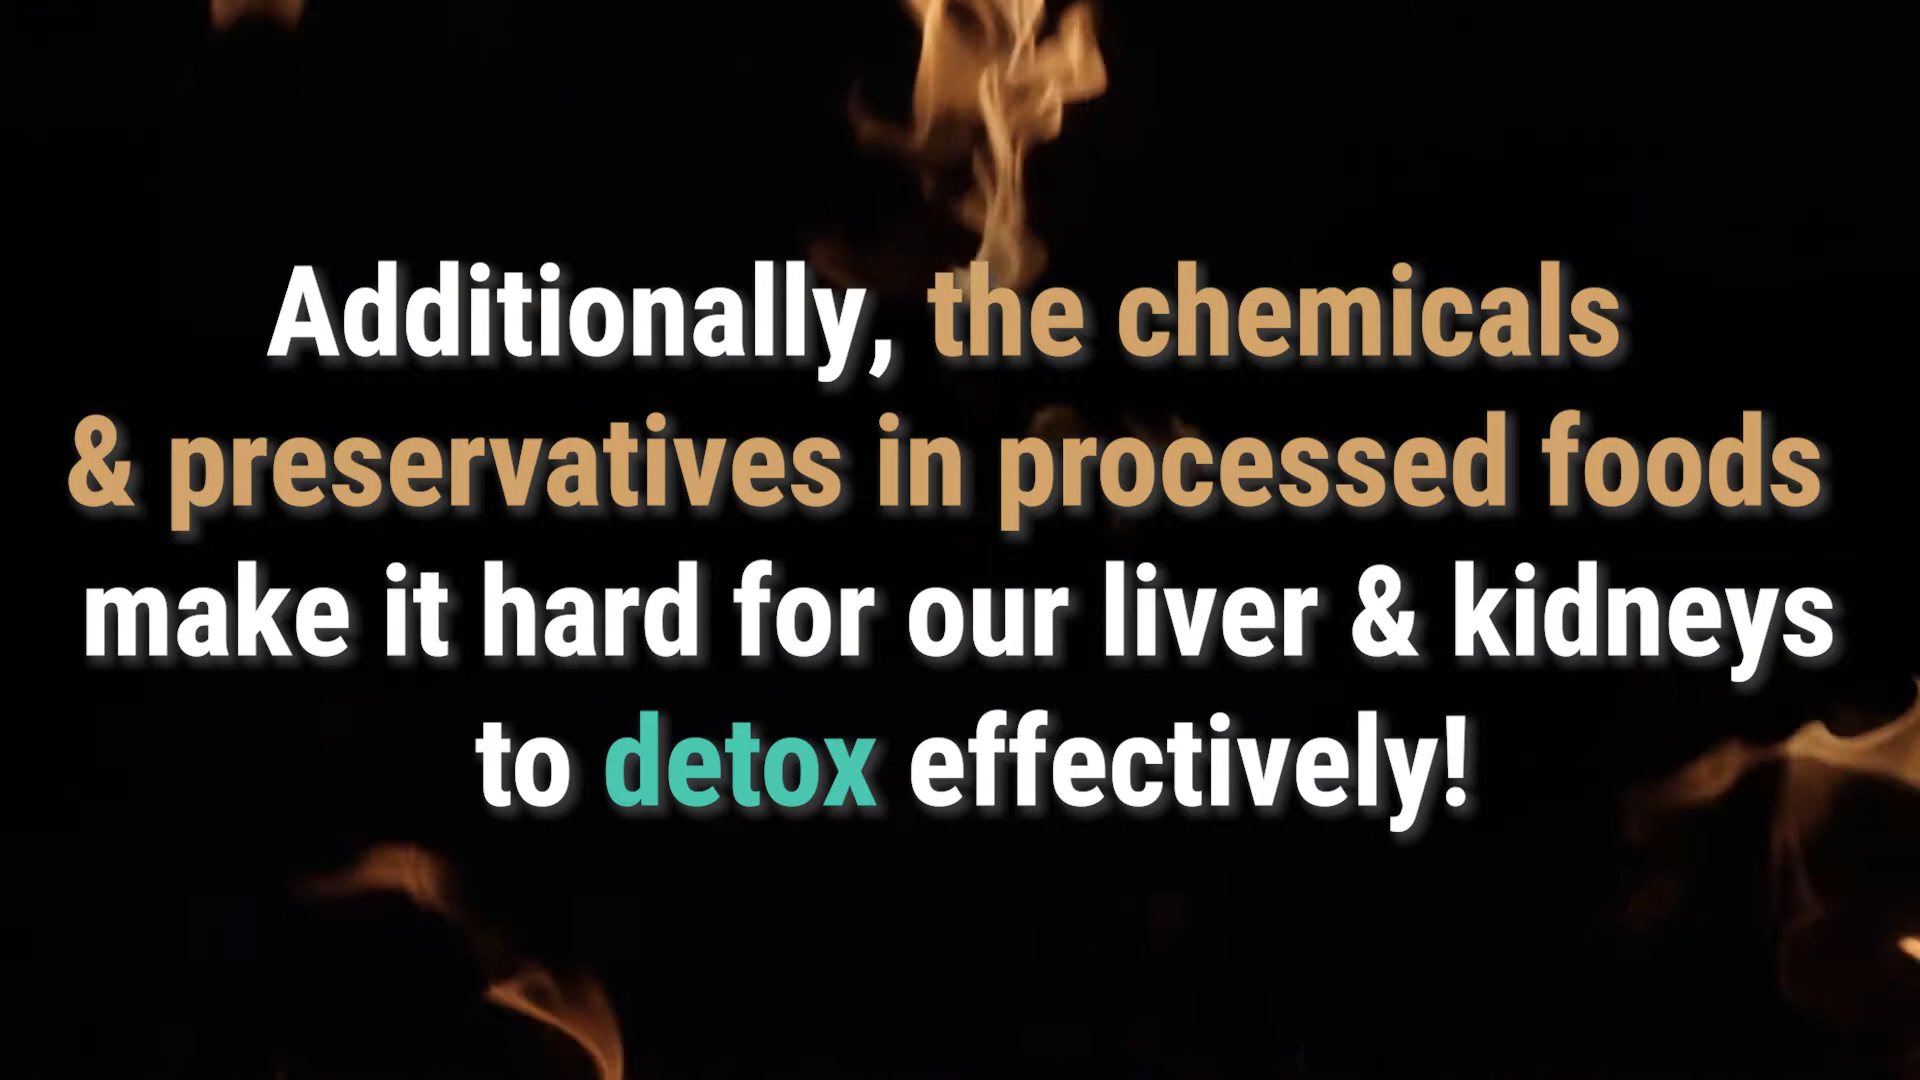 Additionally, the chemicals
& preservatives in processed foods
make it hard for our liver & kidneys
to detox effectively!